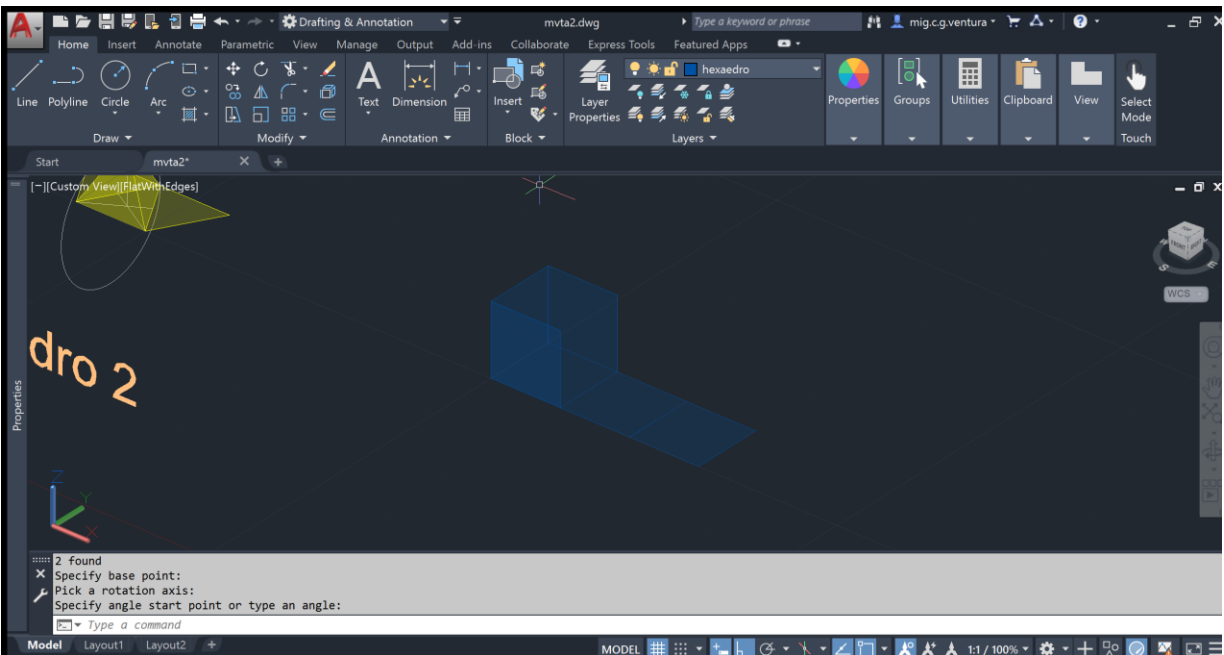 Drafting & Annotation
mvta2.dwg
Type a keyword or phrase
mig.c.g.ventura
Home Insert Annotate Parametric View Manage Output Add-ins Collaborate Express Tools Featured Apps
hexaedro
Line Polyline Circle Arc
Text Dimension
Insert
Layer Properties
Properties Groups Utilities Clipboard View Select Mode
Draw Modify Annotation Block Layers Touch
Start mvta2* +
[-][Custom View][FlatWithEdges]
TOP
FRONT RIGHT
S E
WCS
dro 2
Properties
Z
Y
X
2 found
Specify base point:
Pick a rotation axis:
Specify angle start point or type an angle:
Type a command
Model Layout1 Layout2 +
MODEL 1:1 / 100%